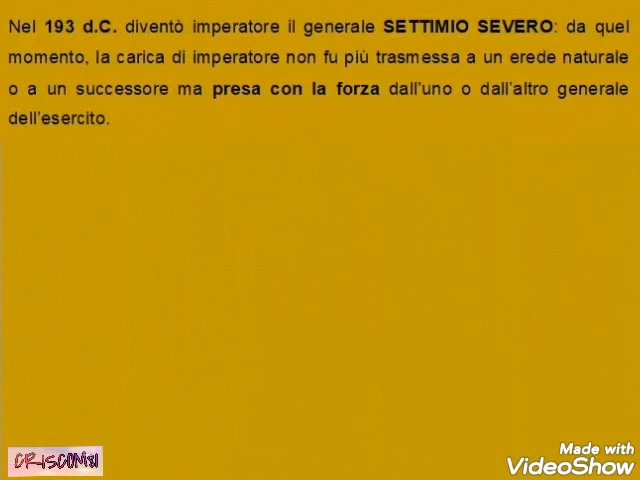 Nel 193 d.C. diventò imperatore il generale SETTIMIO SEVERO: da quel
momento, la carica di imperatore non fu più trasmessa a un erede naturale
o a un successore ma presa con la forza dall'uno o dall'altro generale
dell'esercito.
CRISCOM81
Made with
VideoShow